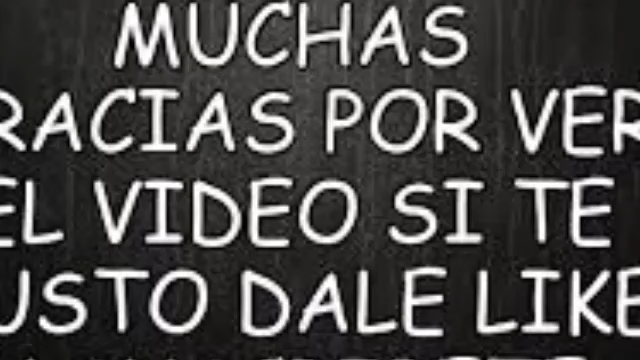 MUCHAS
RACIAS POR VER
EL VIDEO SI TE
USTO DALE LIKE